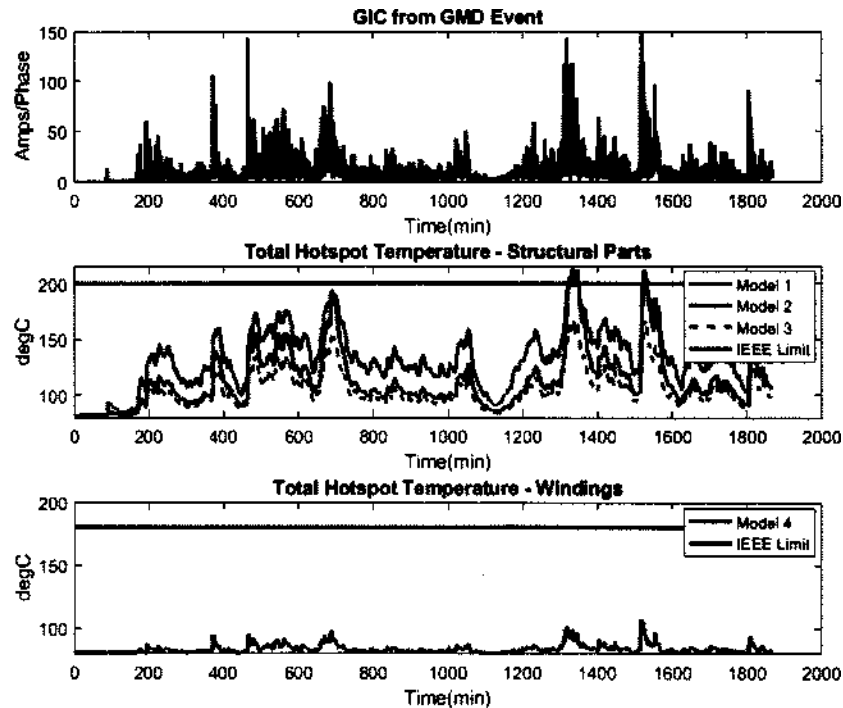 GIC from GMD Event
150
100
50
0
Amps/Phase
0 200 400 600 800 1000 1200 1400 1600 1800 2000
Time(min)
Total Hotspot Temperature - Structural Parts
200
150
100
degC
Model 1
Model 2
Model 3
IEEE Limit
0 200 400 600 800 1000 1200 1400 1600 1800 2000
Time(min)
Total Hotspot Temperature - Windings
200
150
100
degC
Model 4
IEEE Limit
0 200 400 600 800 1000 1200 1400 1600 1800 2000
Time(min)